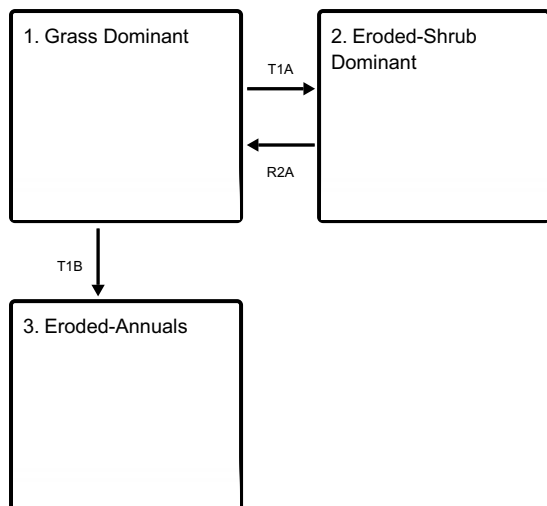 1. Grass Dominant
2. Eroded-Shrub
Dominant
T1A
R2A
T1B
3. Eroded-Annuals